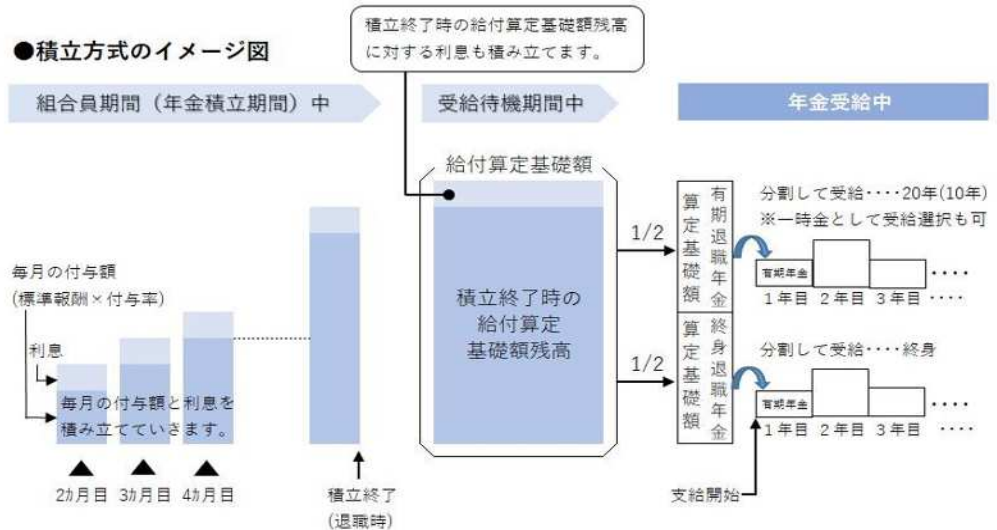 ●積立方式のイメージ図
積立終了時の給付算定基礎額残高
に対する利息も積み立てます。
組合員期間（年金積立期間）中
受給待機期間中
年金受給中
毎月の付与額
(標準報酬×付与率)
利息
毎月の付与額と利息を
積み立てていきます。
2カ月目
3カ月目
4カ月目
積立終了
(退職時)
給付算定基礎額
積立終了時の
給付算定
基礎額残高
1/2
1/2
有期退職年金
算定基礎額
分割して受給････20年(10年)
※一時金として受給選択も可
有期年金
････
1年目 2年目 3年目 ････
終身退職年金
算定基礎額
分割して受給････終身
有期年金
････
1年目 2年目 3年目 ････
支給開始